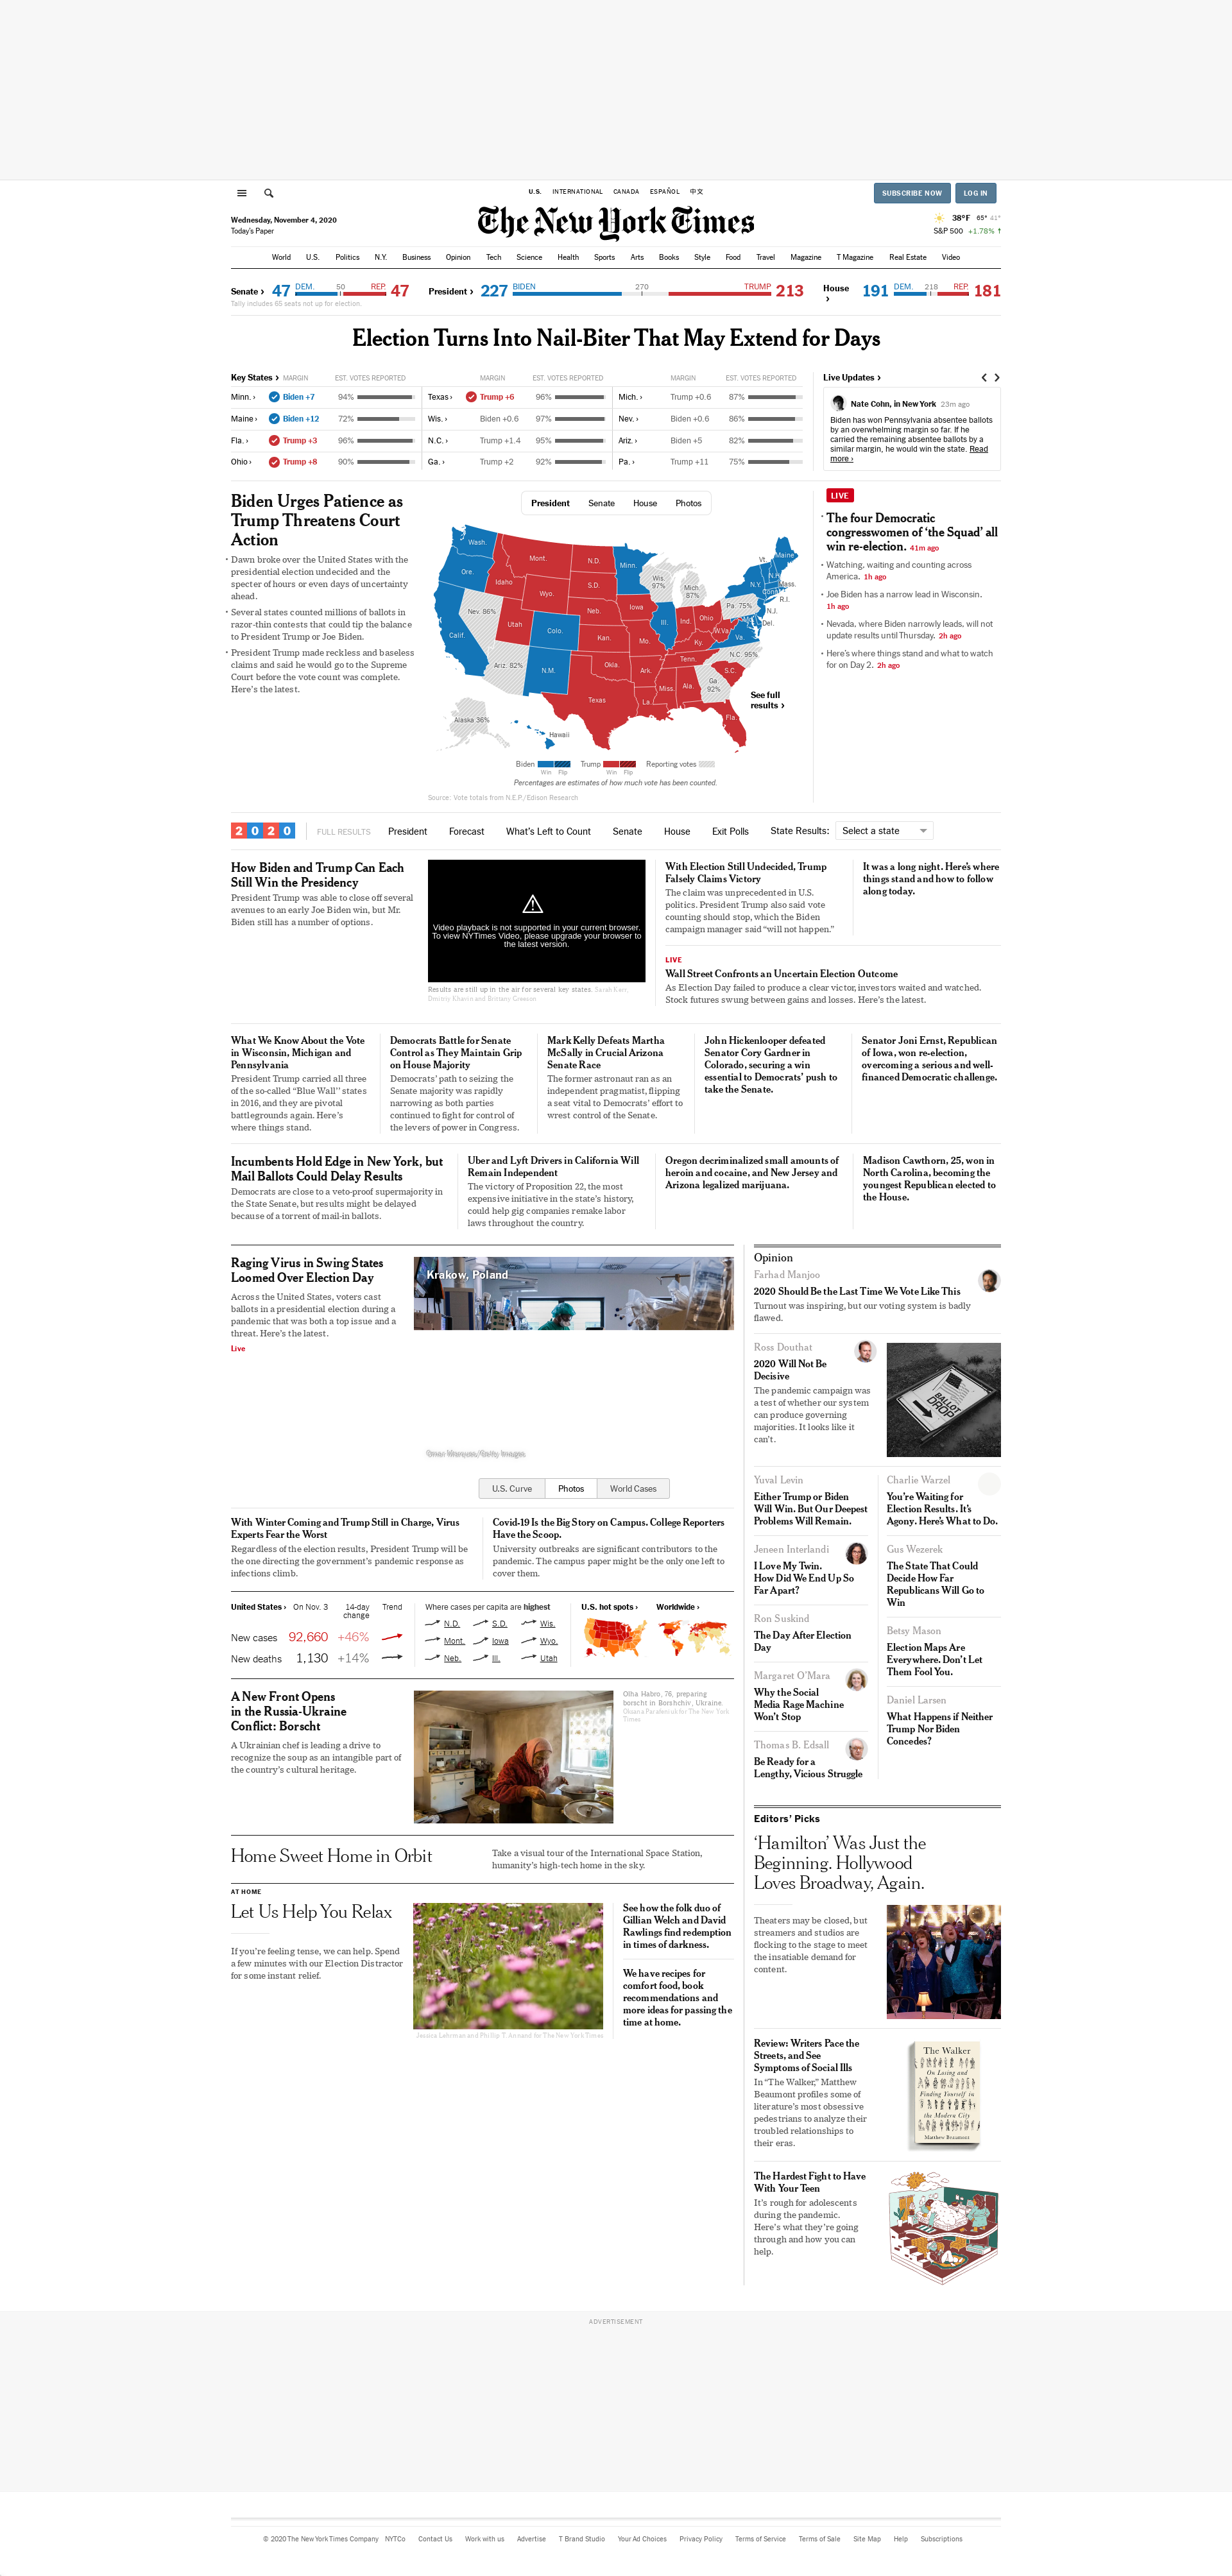 U.S. INTERNATIONAL CANADA ESPAÑOL 中文
SUBSCRIBE NOW LOG IN
Wednesday, November 4, 2020
Today's Paper
The New York Times
38°F 65° 41°
S&P 500 +1.78% ↑
World U.S. Politics N.Y. Business Opinion Tech Science Health Sports Arts Books Style Food Travel Magazine T Magazine Real Estate Video
Senate › 47 DEM. 50 REP. 47
Tally includes 65 seats not up for election.
President › 227 BIDEN 270 TRUMP 213
House › 191 DEM. 218 REP. 181
Election Turns Into Nail-Biter That May Extend for Days
Key States › MARGIN EST. VOTES REPORTED MARGIN EST. VOTES REPORTED MARGIN EST. VOTES REPORTED
Minn. › Biden +7 94% Texas › Trump +6 96% Mich. › Trump +0.6 87%
Maine › Biden +12 72% Wis. › Biden +0.6 97% Nev. › Biden +0.6 86%
Fla. › Trump +3 96% N.C. › Trump +1.4 95% Ariz. › Biden +5 82%
Ohio › Trump +8 90% Ga. › Trump +2 92% Pa. › Trump +11 75%
Live Updates ›
Nate Cohn, in New York 23m ago
Biden has won Pennsylvania absentee ballots
by an overwhelming margin so far. If he
carried the remaining absentee ballots by a
similar margin, he would win the state. Read
more ›
Biden Urges Patience as
Trump Threatens Court
Action
• Dawn broke over the United States with the
presidential election undecided and the
specter of hours or even days of uncertainty
ahead.
• Several states counted millions of ballots in
razor-thin contests that could tip the balance
to President Trump or Joe Biden.
• President Trump made reckless and baseless
claims and said he would go to the Supreme
Court before the vote count was complete.
Here's the latest.
President Senate House Photos
Wash.
Ore.
Calif.
Nev. 86%
Idaho
Mont.
Wyo.
Utah
Colo.
Ariz. 82%
N.M.
N.D.
S.D.
Neb.
Kan.
Okla.
Texas
Minn.
Iowa
Mo.
Ark.
La.
Wis.
97%
Ill.
Mich.
87%
Ind.
Ohio
Ky.
Tenn.
Miss.
Ala.
Ga.
92%
Fla.
S.C.
N.C. 95%
Va.
W.Va.
Pa. 75%
N.Y.
Vt.
N.H.
Maine
Mass.
Conn.
R.I.
N.J.
Del.
Alaska 36%
Hawaii
See full
results ›
Biden Trump Reporting votes
Win Flip Win Flip
Percentages are estimates of how much vote has been counted.
Source: Vote totals from N.E.P./Edison Research
LIVE
• The four Democratic
congresswomen of ‘the Squad’ all
win re-election. 41m ago
• Watching, waiting and counting across
America. 1h ago
• Joe Biden has a narrow lead in Wisconsin.
1h ago
• Nevada, where Biden narrowly leads, will not
update results until Thursday. 2h ago
• Here's where things stand and what to watch
for on Day 2. 2h ago
2020 FULL RESULTS President Forecast What's Left to Count Senate House Exit Polls State Results: Select a state
How Biden and Trump Can Each
Still Win the Presidency
President Trump was able to close off several
avenues to an early Joe Biden win, but Mr.
Biden still has a number of options.
Video playback is not supported in your current browser.
To view NYTimes Video, please upgrade your browser to
the latest version.
Results are still up in the air for several key states. Sarah Kerr,
Dmitriy Khavin and Brittany Greeson
With Election Still Undecided, Trump
Falsely Claims Victory
The claim was unprecedented in U.S.
politics. President Trump also said vote
counting should stop, which the Biden
campaign manager said “will not happen.”
It was a long night. Here's where
things stand and how to follow
along today.
LIVE
Wall Street Confronts an Uncertain Election Outcome
As Election Day failed to produce a clear victor, investors waited and watched.
Stock futures swung between gains and losses. Here's the latest.
What We Know About the Vote
in Wisconsin, Michigan and
Pennsylvania
President Trump carried all three
of the so-called “Blue Wall” states
in 2016, and they are pivotal
battlegrounds again. Here's
where things stand.
Democrats Battle for Senate
Control as They Maintain Grip
on House Majority
Democrats' path to seizing the
Senate majority was rapidly
narrowing as both parties
continued to fight for control of
the levers of power in Congress.
Mark Kelly Defeats Martha
McSally in Crucial Arizona
Senate Race
The former astronaut ran as an
independent pragmatist, flipping
a seat vital to Democrats' effort to
wrest control of the Senate.
John Hickenlooper defeated
Senator Cory Gardner in
Colorado, securing a win
essential to Democrats' push to
take the Senate.
Senator Joni Ernst, Republican
of Iowa, won re-election,
overcoming a serious and well-
financed Democratic challenge.
Incumbents Hold Edge in New York, but
Mail Ballots Could Delay Results
Democrats are close to a veto-proof supermajority in
the State Senate, but results might be delayed
because of a torrent of mail-in ballots.
Uber and Lyft Drivers in California Will
Remain Independent
The victory of Proposition 22, the most
expensive initiative in the state's history,
could help gig companies remake labor
laws throughout the country.
Oregon decriminalized small amounts of
heroin and cocaine, and New Jersey and
Arizona legalized marijuana.
Madison Cawthorn, 25, won in
North Carolina, becoming the
youngest Republican elected to
the House.
Raging Virus in Swing States
Loomed Over Election Day
Across the United States, voters cast
ballots in a presidential election during a
pandemic that was both a top issue and a
threat. Here's the latest.
Live
Krakow, Poland
Omar Marques/Getty Images
U.S. Curve Photos World Cases
With Winter Coming and Trump Still in Charge, Virus
Experts Fear the Worst
Regardless of the election results, President Trump will be
the one directing the government's pandemic response as
infections climb.
Covid-19 Is the Big Story on Campus. College Reporters
Have the Scoop.
University outbreaks are significant contributors to the
pandemic. The campus paper might be the only one left to
cover them.
United States › On Nov. 3 14-day
change Trend
New cases 92,660 +46%
New deaths 1,130 +14%
Where cases per capita are highest
N.D. S.D. Wis.
Mont. Iowa Wyo.
Neb. Ill. Utah
U.S. hot spots › Worldwide ›
A New Front Opens
in the Russia-Ukraine
Conflict: Borscht
A Ukrainian chef is leading a drive to
recognize the soup as an intangible part of
the country's cultural heritage.
Olha Habro, 76, preparing
borscht in Borshchiv, Ukraine.
Oksana Parafeniuk for The New York
Times
Home Sweet Home in Orbit
Take a visual tour of the International Space Station,
humanity's high-tech home in the sky.
AT HOME
Let Us Help You Relax
If you're feeling tense, we can help. Spend
a few minutes with our Election Distractor
for some instant relief.
Jessica Lehrman and Phillip T. Annand for The New York Times
See how the folk duo of
Gillian Welch and David
Rawlings find redemption
in times of darkness.
We have recipes for
comfort food, book
recommendations and
more ideas for passing the
time at home.
Opinion
Farhad Manjoo
2020 Should Be the Last Time We Vote Like This
Turnout was inspiring, but our voting system is badly
flawed.
Ross Douthat
2020 Will Not Be
Decisive
The pandemic campaign was
a test of whether our system
can produce governing
majorities. It looks like it
can't.
BALLOT
DROP
Yuval Levin
Either Trump or Biden
Will Win. But Our Deepest
Problems Will Remain.
Charlie Warzel
You're Waiting for
Election Results. It's
Agony. Here's What to Do.
Jeneen Interlandi
I Love My Twin.
How Did We End Up So
Far Apart?
Gus Wezerek
The State That Could
Decide How Far
Republicans Will Go to
Win
Ron Suskind
The Day After Election
Day
Betsy Mason
Election Maps Are
Everywhere. Don't Let
Them Fool You.
Margaret O'Mara
Why the Social
Media Rage Machine
Won't Stop
Daniel Larsen
What Happens if Neither
Trump Nor Biden
Concedes?
Thomas B. Edsall
Be Ready for a
Lengthy, Vicious Struggle
Editors' Picks
‘Hamilton’ Was Just the
Beginning. Hollywood
Loves Broadway, Again.
Theaters may be closed, but
streamers and studios are
flocking to the stage to meet
the insatiable demand for
content.
Review: Writers Pace the
Streets, and See
Symptoms of Social Ills
In “The Walker,” Matthew
Beaumont profiles some of
literature's most obsessive
pedestrians to analyze their
troubled relationships to
their eras.
The Walker
On Losing and
Finding Yourself in
the Modern City
Matthew Beaumont
The Hardest Fight to Have
With Your Teen
It's rough for adolescents
during the pandemic.
Here's what they're going
through and how you can
help.
ADVERTISEMENT
© 2020 The New York Times Company NYTCo Contact Us Work with us Advertise T Brand Studio Your Ad Choices Privacy Policy Terms of Service Terms of Sale Site Map Help Subscriptions